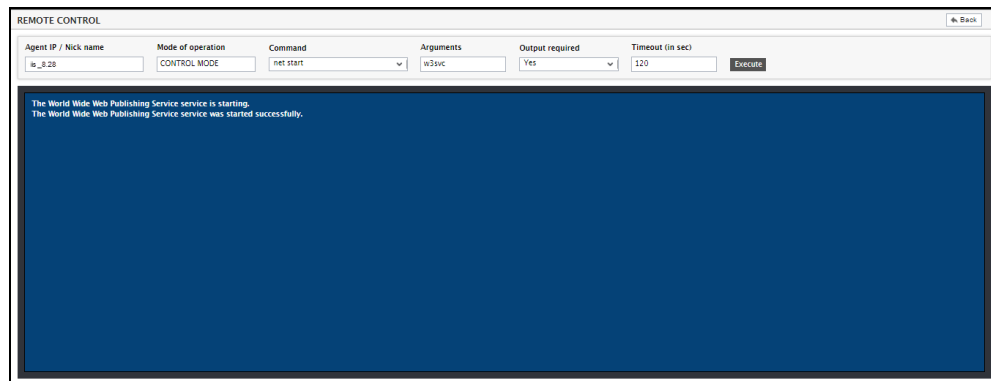 REMOTE CONTROL
Back
Agent IP / Nick name Mode of operation Command Arguments Output required Timeout (in sec)
iis_8.28 CONTROL MODE net start w3svc Yes 120 Execute
The World Wide Web Publishing Service service is starting.
The World Wide Web Publishing Service service was started successfully.